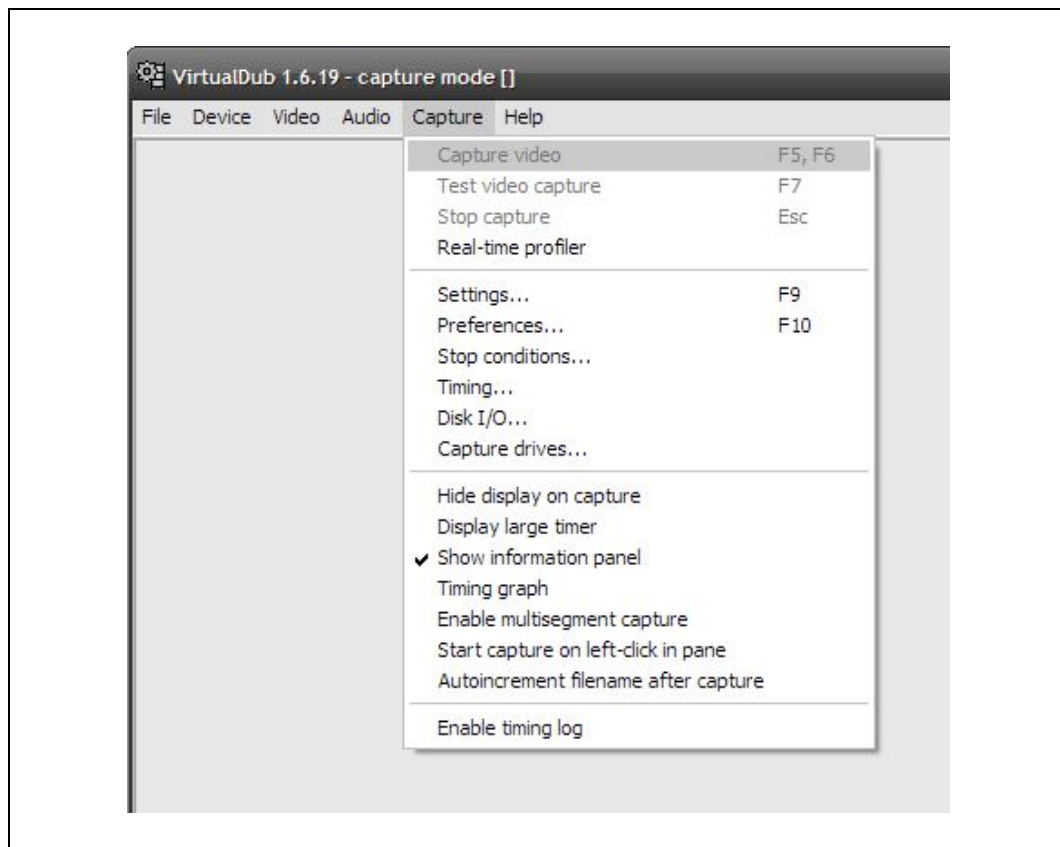 VirtualDub 1.6.19 - capture mode []
File Device Video Audio Capture Help
Capture video F5, F6
Test video capture F7
Stop capture Esc
Real-time profiler
Settings... F9
Preferences... F10
Stop conditions...
Timing...
Disk I/O...
Capture drives...
Hide display on capture
Display large timer
Show information panel
Timing graph
Enable multisegment capture
Start capture on left-click in pane
Autoincrement filename after capture
Enable timing log